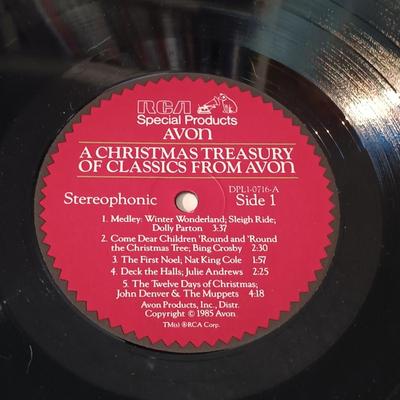 RCA
Special Products
AVON
A CHRISTMAS TREASURY
OF CLASSICS FROM AVON
DPL1-0716-A
Stereophonic Side 1
1. Medley: Winter Wonderland; Sleigh Ride;
Dolly Parton 3:37
2. Come Dear Children 'Round and 'Round
the Christmas Tree; Bing Crosby 2:30
3. The First Noel; Nat King Cole 1:57
4. Deck the Halls; Julie Andrews 2:25
5. The Twelve Days of Christmas;
John Denver & The Muppets 4:18
Avon Products, Inc., Distr.
Copyright © 1985 Avon
TM(s) ® RCA Corp.